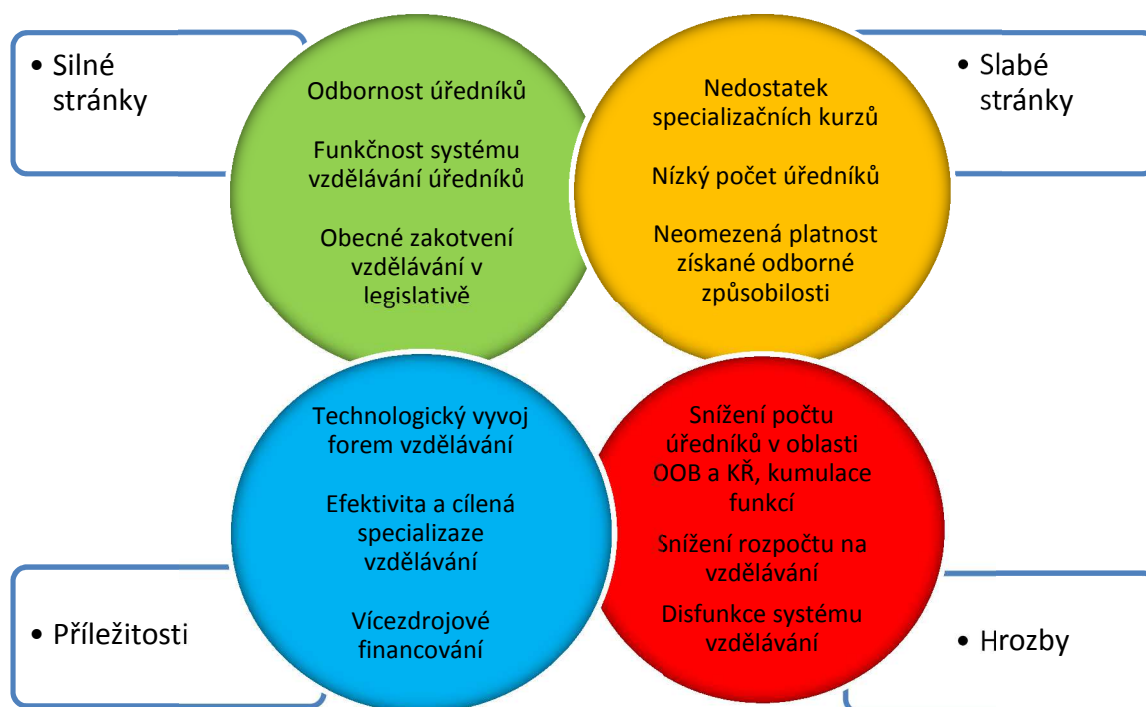 • Silné
stránky
Odbornost úředníků
Funkčnost systému
vzdělávání úředníků
Obecné zakotvení
vzdělávání v
legislativě
Nedostatek
specializačních kurzů
Nízký počet úředníků
Neomezená platnost
získané odborné
způsobilosti
• Slabé
stránky
• Příležitosti
Technologický vyvoj
forem vzdělávání
Efektivita a cílená
specializaze
vzdělávání
Vícezdrojové
financování
Snížení počtu
úředníků v oblasti
OOB a KŘ, kumulace
funkcí
Snížení rozpočtu na
vzdělávání
Disfunkce systému
vzdělávání
• Hrozby